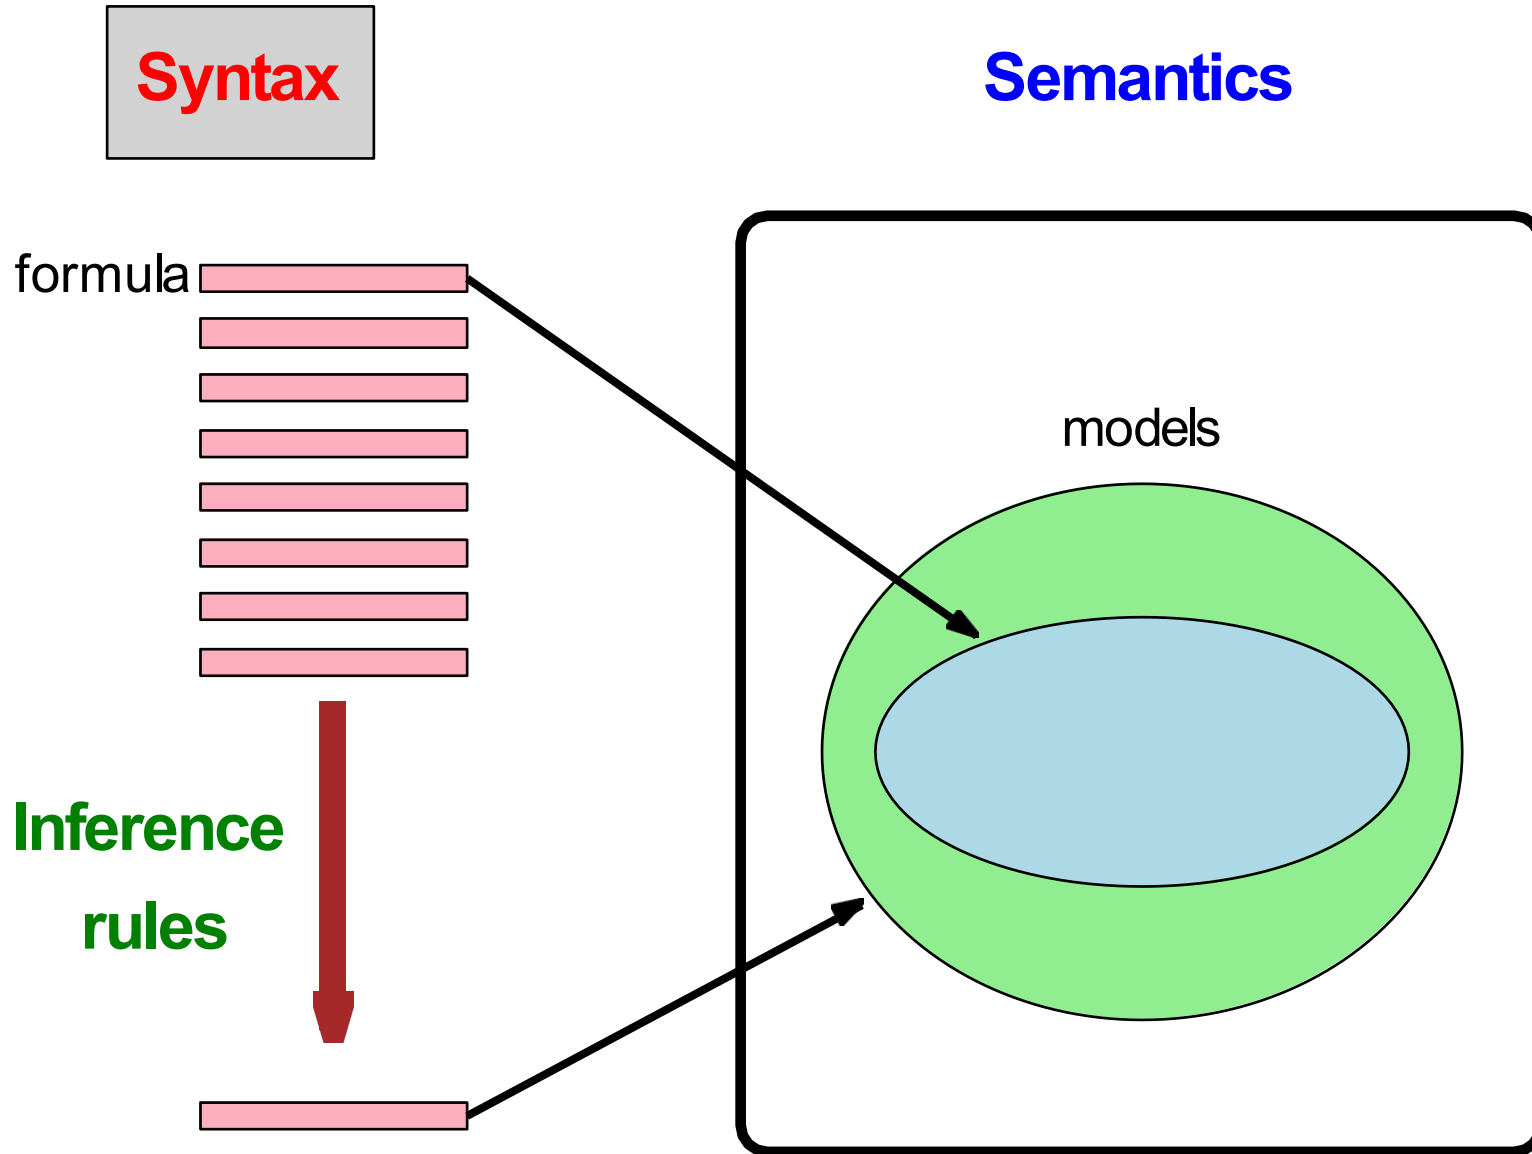 Syntax
Semantics
formula
models
Inference
rules